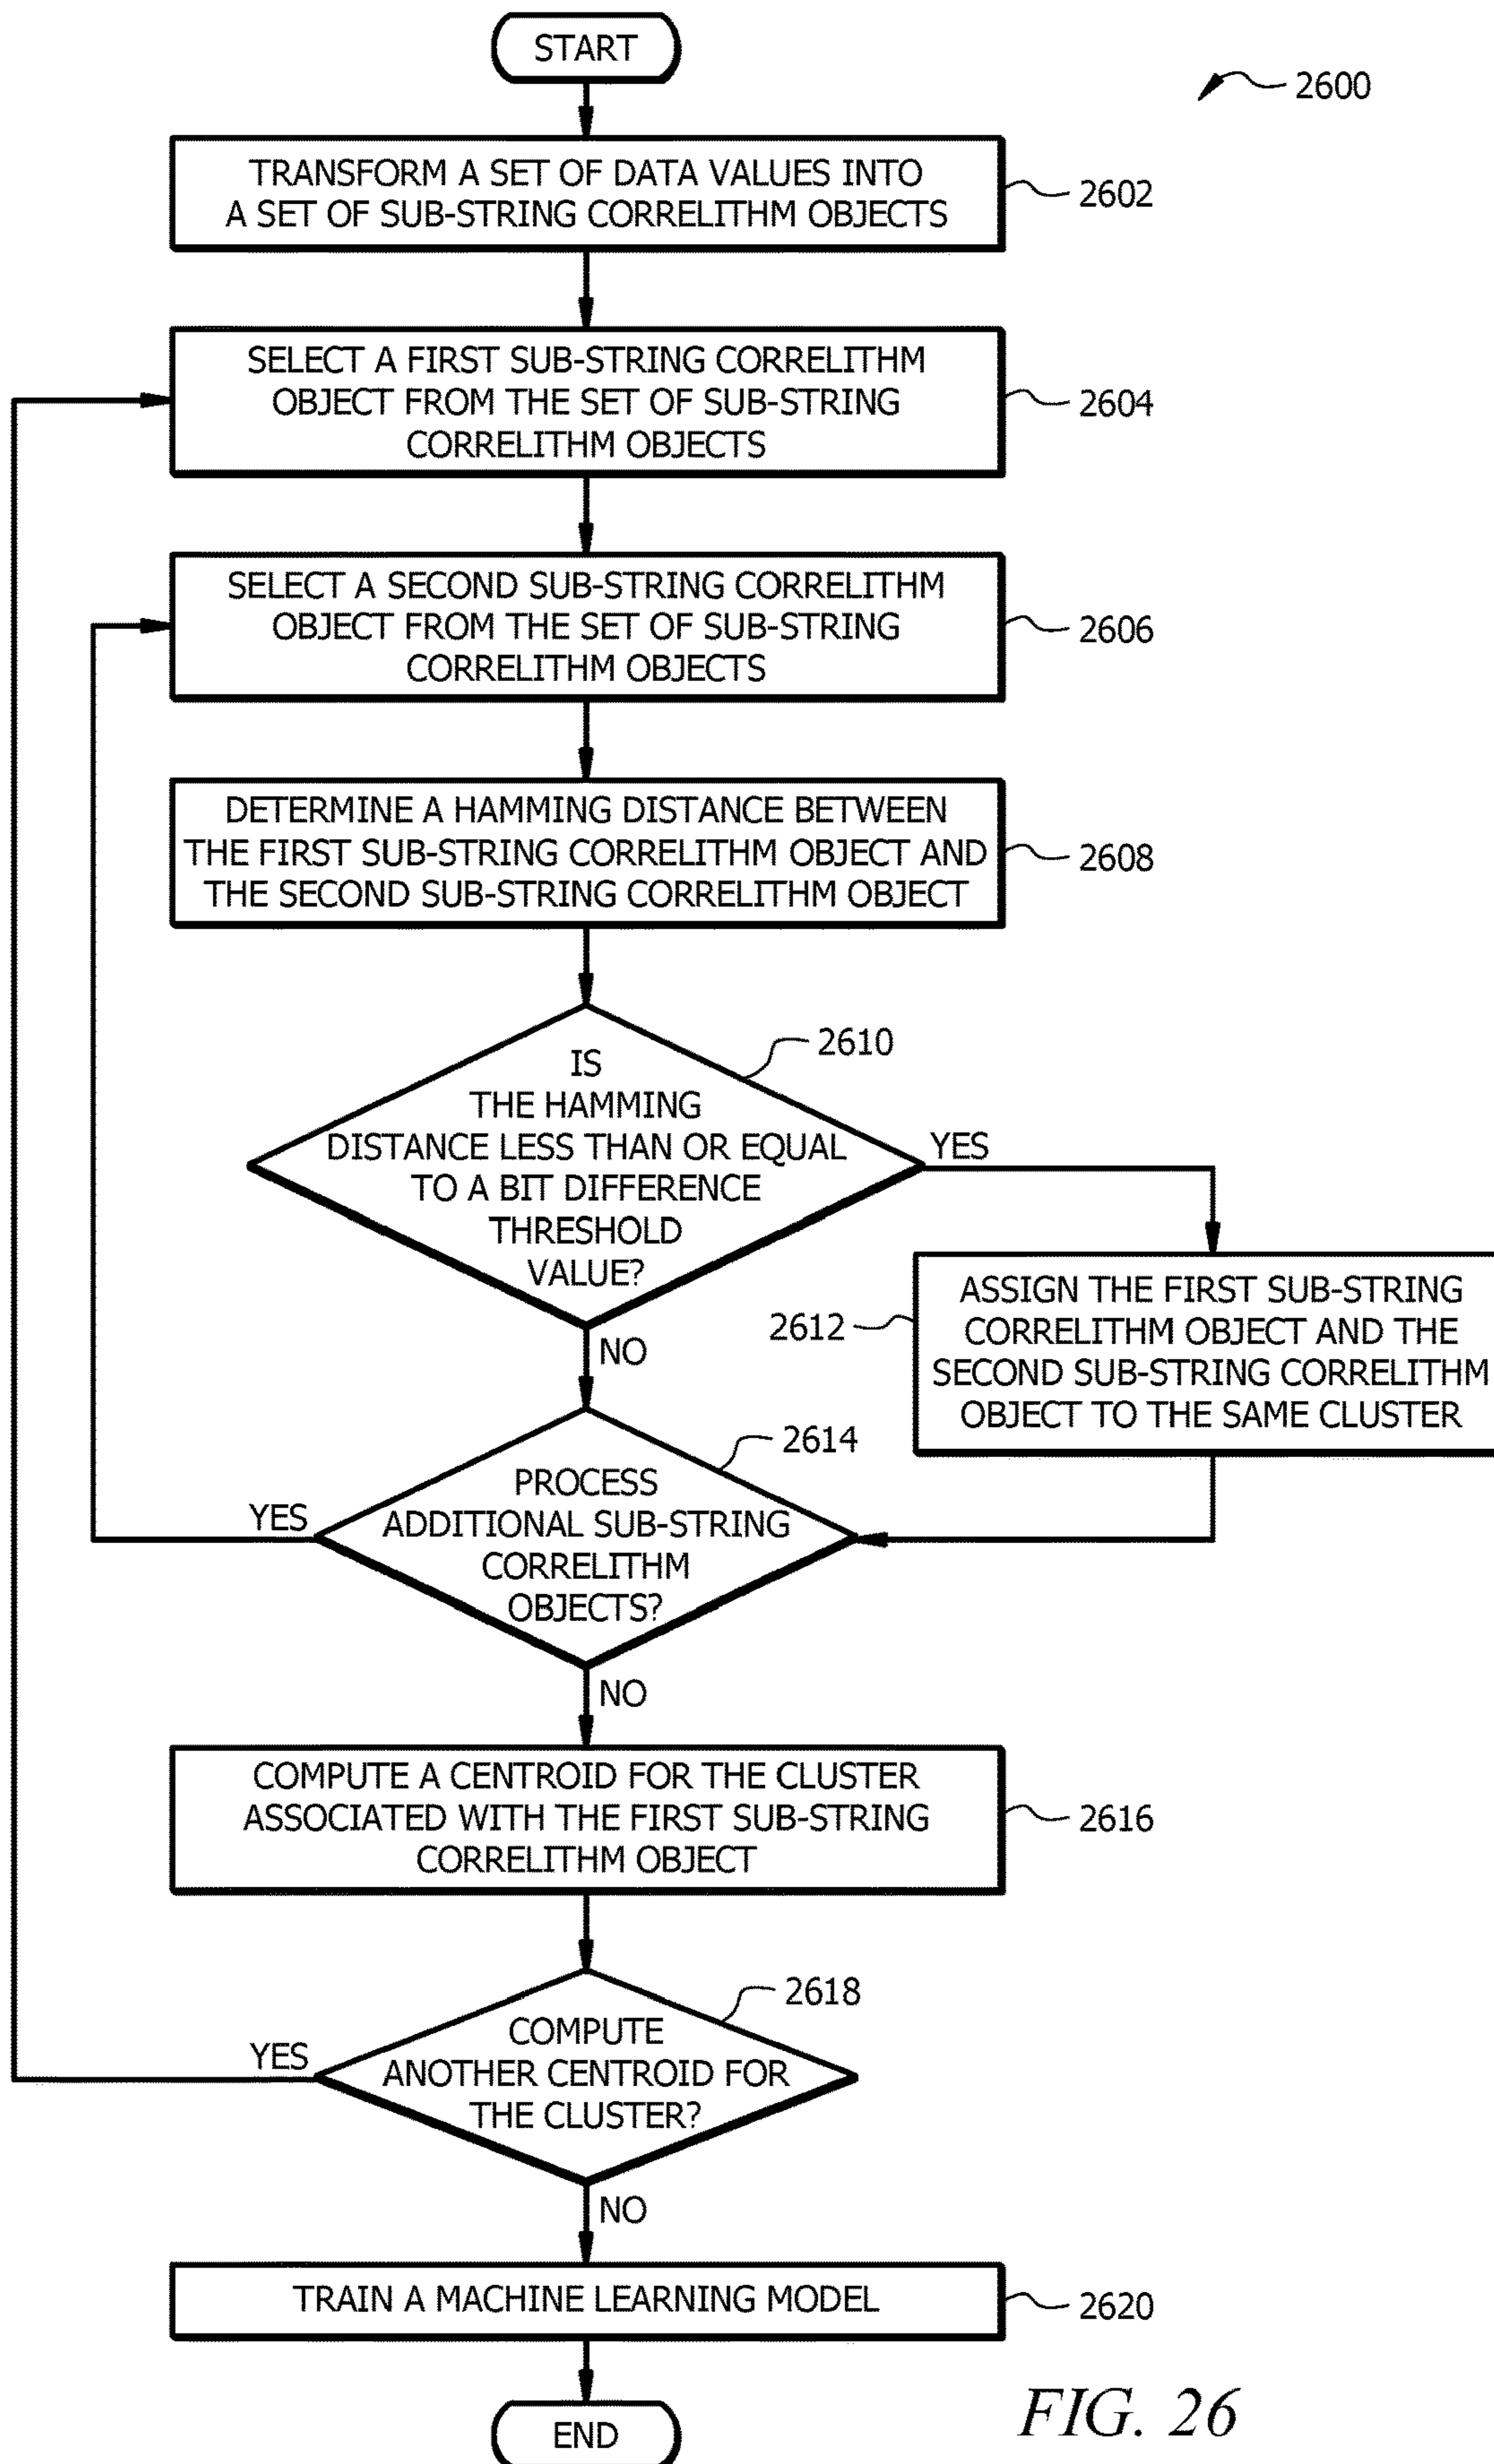 START
2600
TRANSFORM A SET OF DATA VALUES INTO
A SET OF SUB-STRING CORRELITHM OBJECTS
2602
SELECT A FIRST SUB-STRING CORRELITHM
OBJECT FROM THE SET OF SUB-STRING
CORRELITHM OBJECTS
2604
SELECT A SECOND SUB-STRING CORRELITHM
OBJECT FROM THE SET OF SUB-STRING
CORRELITHM OBJECTS
2606
DETERMINE A HAMMING DISTANCE BETWEEN
THE FIRST SUB-STRING CORRELITHM OBJECT AND
THE SECOND SUB-STRING CORRELITHM OBJECT
2608
2610
IS
THE HAMMING
DISTANCE LESS THAN OR EQUAL
TO A BIT DIFFERENCE
THRESHOLD
VALUE?
YES
NO
2612
ASSIGN THE FIRST SUB-STRING
CORRELITHM OBJECT AND THE
SECOND SUB-STRING CORRELITHM
OBJECT TO THE SAME CLUSTER
2614
PROCESS
ADDITIONAL SUB-STRING
CORRELITHM
OBJECTS?
YES
NO
COMPUTE A CENTROID FOR THE CLUSTER
ASSOCIATED WITH THE FIRST SUB-STRING
CORRELITHM OBJECT
2616
2618
COMPUTE
ANOTHER CENTROID FOR
THE CLUSTER?
YES
NO
TRAIN A MACHINE LEARNING MODEL
2620
END
FIG. 26